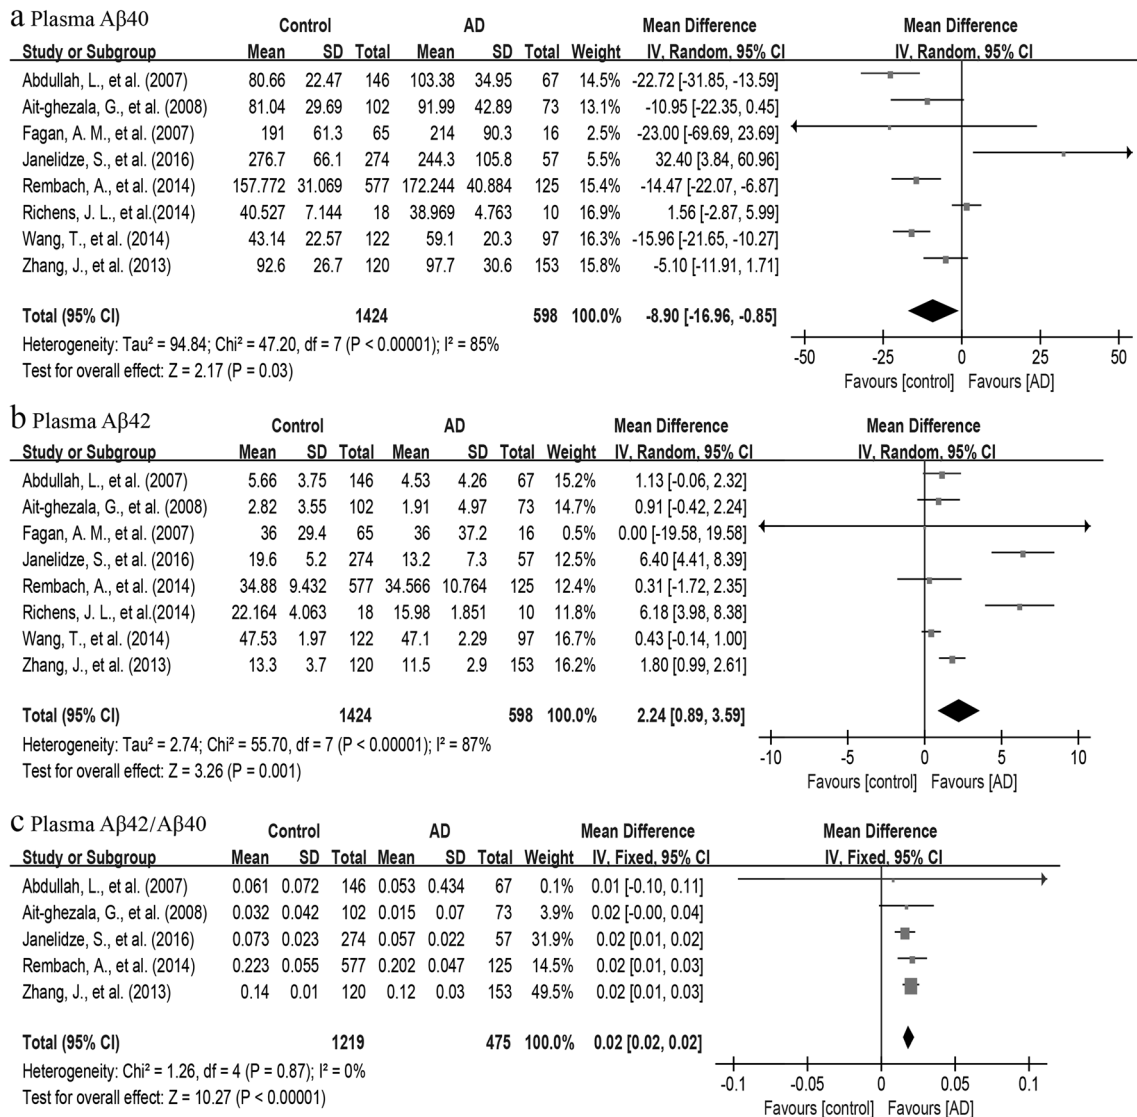 a Plasma Aβ40
Control AD Mean Difference Mean Difference
Study or Subgroup Mean SD Total Mean SD Total Weight IV, Random, 95% CI IV, Random, 95% CI
Abdullah, L., et al. (2007) 80.66 22.47 146 103.38 34.95 67 14.5% -22.72 [-31.85, -13.59]
Ait-ghezala, G., et al. (2008) 81.04 29.69 102 91.99 42.89 73 13.1% -10.95 [-22.35, 0.45]
Fagan, A. M., et al. (2007) 191 61.3 65 214 90.3 16 2.5% -23.00 [-69.69, 23.69]
Janelidze, S., et al. (2016) 276.7 66.1 274 244.3 105.8 57 5.5% 32.40 [3.84, 60.96]
Rembach, A., et al. (2014) 157.772 31.069 577 172.244 40.884 125 15.4% -14.47 [-22.07, -6.87]
Richens, J. L., et al.(2014) 40.527 7.144 18 38.969 4.763 10 16.9% 1.56 [-2.87, 5.99]
Wang, T., et al. (2014) 43.14 22.57 122 59.1 20.3 97 16.3% -15.96 [-21.65, -10.27]
Zhang, J., et al. (2013) 92.6 26.7 120 97.7 30.6 153 15.8% -5.10 [-11.91, 1.71]
Total (95% CI) 1424 598 100.0% -8.90 [-16.96, -0.85]
Heterogeneity: Tau² = 94.84; Chi² = 47.20, df = 7 (P < 0.00001); I² = 85%
Test for overall effect: Z = 2.17 (P = 0.03)
-50 -25 0 25 50
Favours [control] Favours [AD]
b Plasma Aβ42
Control AD Mean Difference Mean Difference
Study or Subgroup Mean SD Total Mean SD Total Weight IV, Random, 95% CI IV, Random, 95% CI
Abdullah, L., et al. (2007) 5.66 3.75 146 4.53 4.26 67 15.2% 1.13 [-0.06, 2.32]
Ait-ghezala, G., et al. (2008) 2.82 3.55 102 1.91 4.97 73 14.7% 0.91 [-0.42, 2.24]
Fagan, A. M., et al. (2007) 36 29.4 65 36 37.2 16 0.5% 0.00 [-19.58, 19.58]
Janelidze, S., et al. (2016) 19.6 5.2 274 13.2 7.3 57 12.5% 6.40 [4.41, 8.39]
Rembach, A., et al. (2014) 34.88 9.432 577 34.566 10.764 125 12.4% 0.31 [-1.72, 2.35]
Richens, J. L., et al.(2014) 22.164 4.063 18 15.98 1.851 10 11.8% 6.18 [3.98, 8.38]
Wang, T., et al. (2014) 47.53 1.97 122 47.1 2.29 97 16.7% 0.43 [-0.14, 1.00]
Zhang, J., et al. (2013) 13.3 3.7 120 11.5 2.9 153 16.2% 1.80 [0.99, 2.61]
Total (95% CI) 1424 598 100.0% 2.24 [0.89, 3.59]
Heterogeneity: Tau² = 2.74; Chi² = 55.70, df = 7 (P < 0.00001); I² = 87%
Test for overall effect: Z = 3.26 (P = 0.001)
-10 -5 0 5 10
Favours [control] Favours [AD]
c Plasma Aβ42/Aβ40
Control AD Mean Difference Mean Difference
Study or Subgroup Mean SD Total Mean SD Total Weight IV, Fixed, 95% CI IV, Fixed, 95% CI
Abdullah, L., et al. (2007) 0.061 0.072 146 0.053 0.434 67 0.1% 0.01 [-0.10, 0.11]
Ait-ghezala, G., et al. (2008) 0.032 0.042 102 0.015 0.07 73 3.9% 0.02 [-0.00, 0.04]
Janelidze, S., et al. (2016) 0.073 0.023 274 0.057 0.022 57 31.9% 0.02 [0.01, 0.02]
Rembach, A., et al. (2014) 0.223 0.055 577 0.202 0.047 125 14.5% 0.02 [0.01, 0.03]
Zhang, J., et al. (2013) 0.14 0.01 120 0.12 0.03 153 49.5% 0.02 [0.01, 0.03]
Total (95% CI) 1219 475 100.0% 0.02 [0.02, 0.02]
Heterogeneity: Chi² = 1.26, df = 4 (P = 0.87); I² = 0%
Test for overall effect: Z = 10.27 (P < 0.00001)
-0.1 -0.05 0 0.05 0.1
Favours [control] Favours [AD]